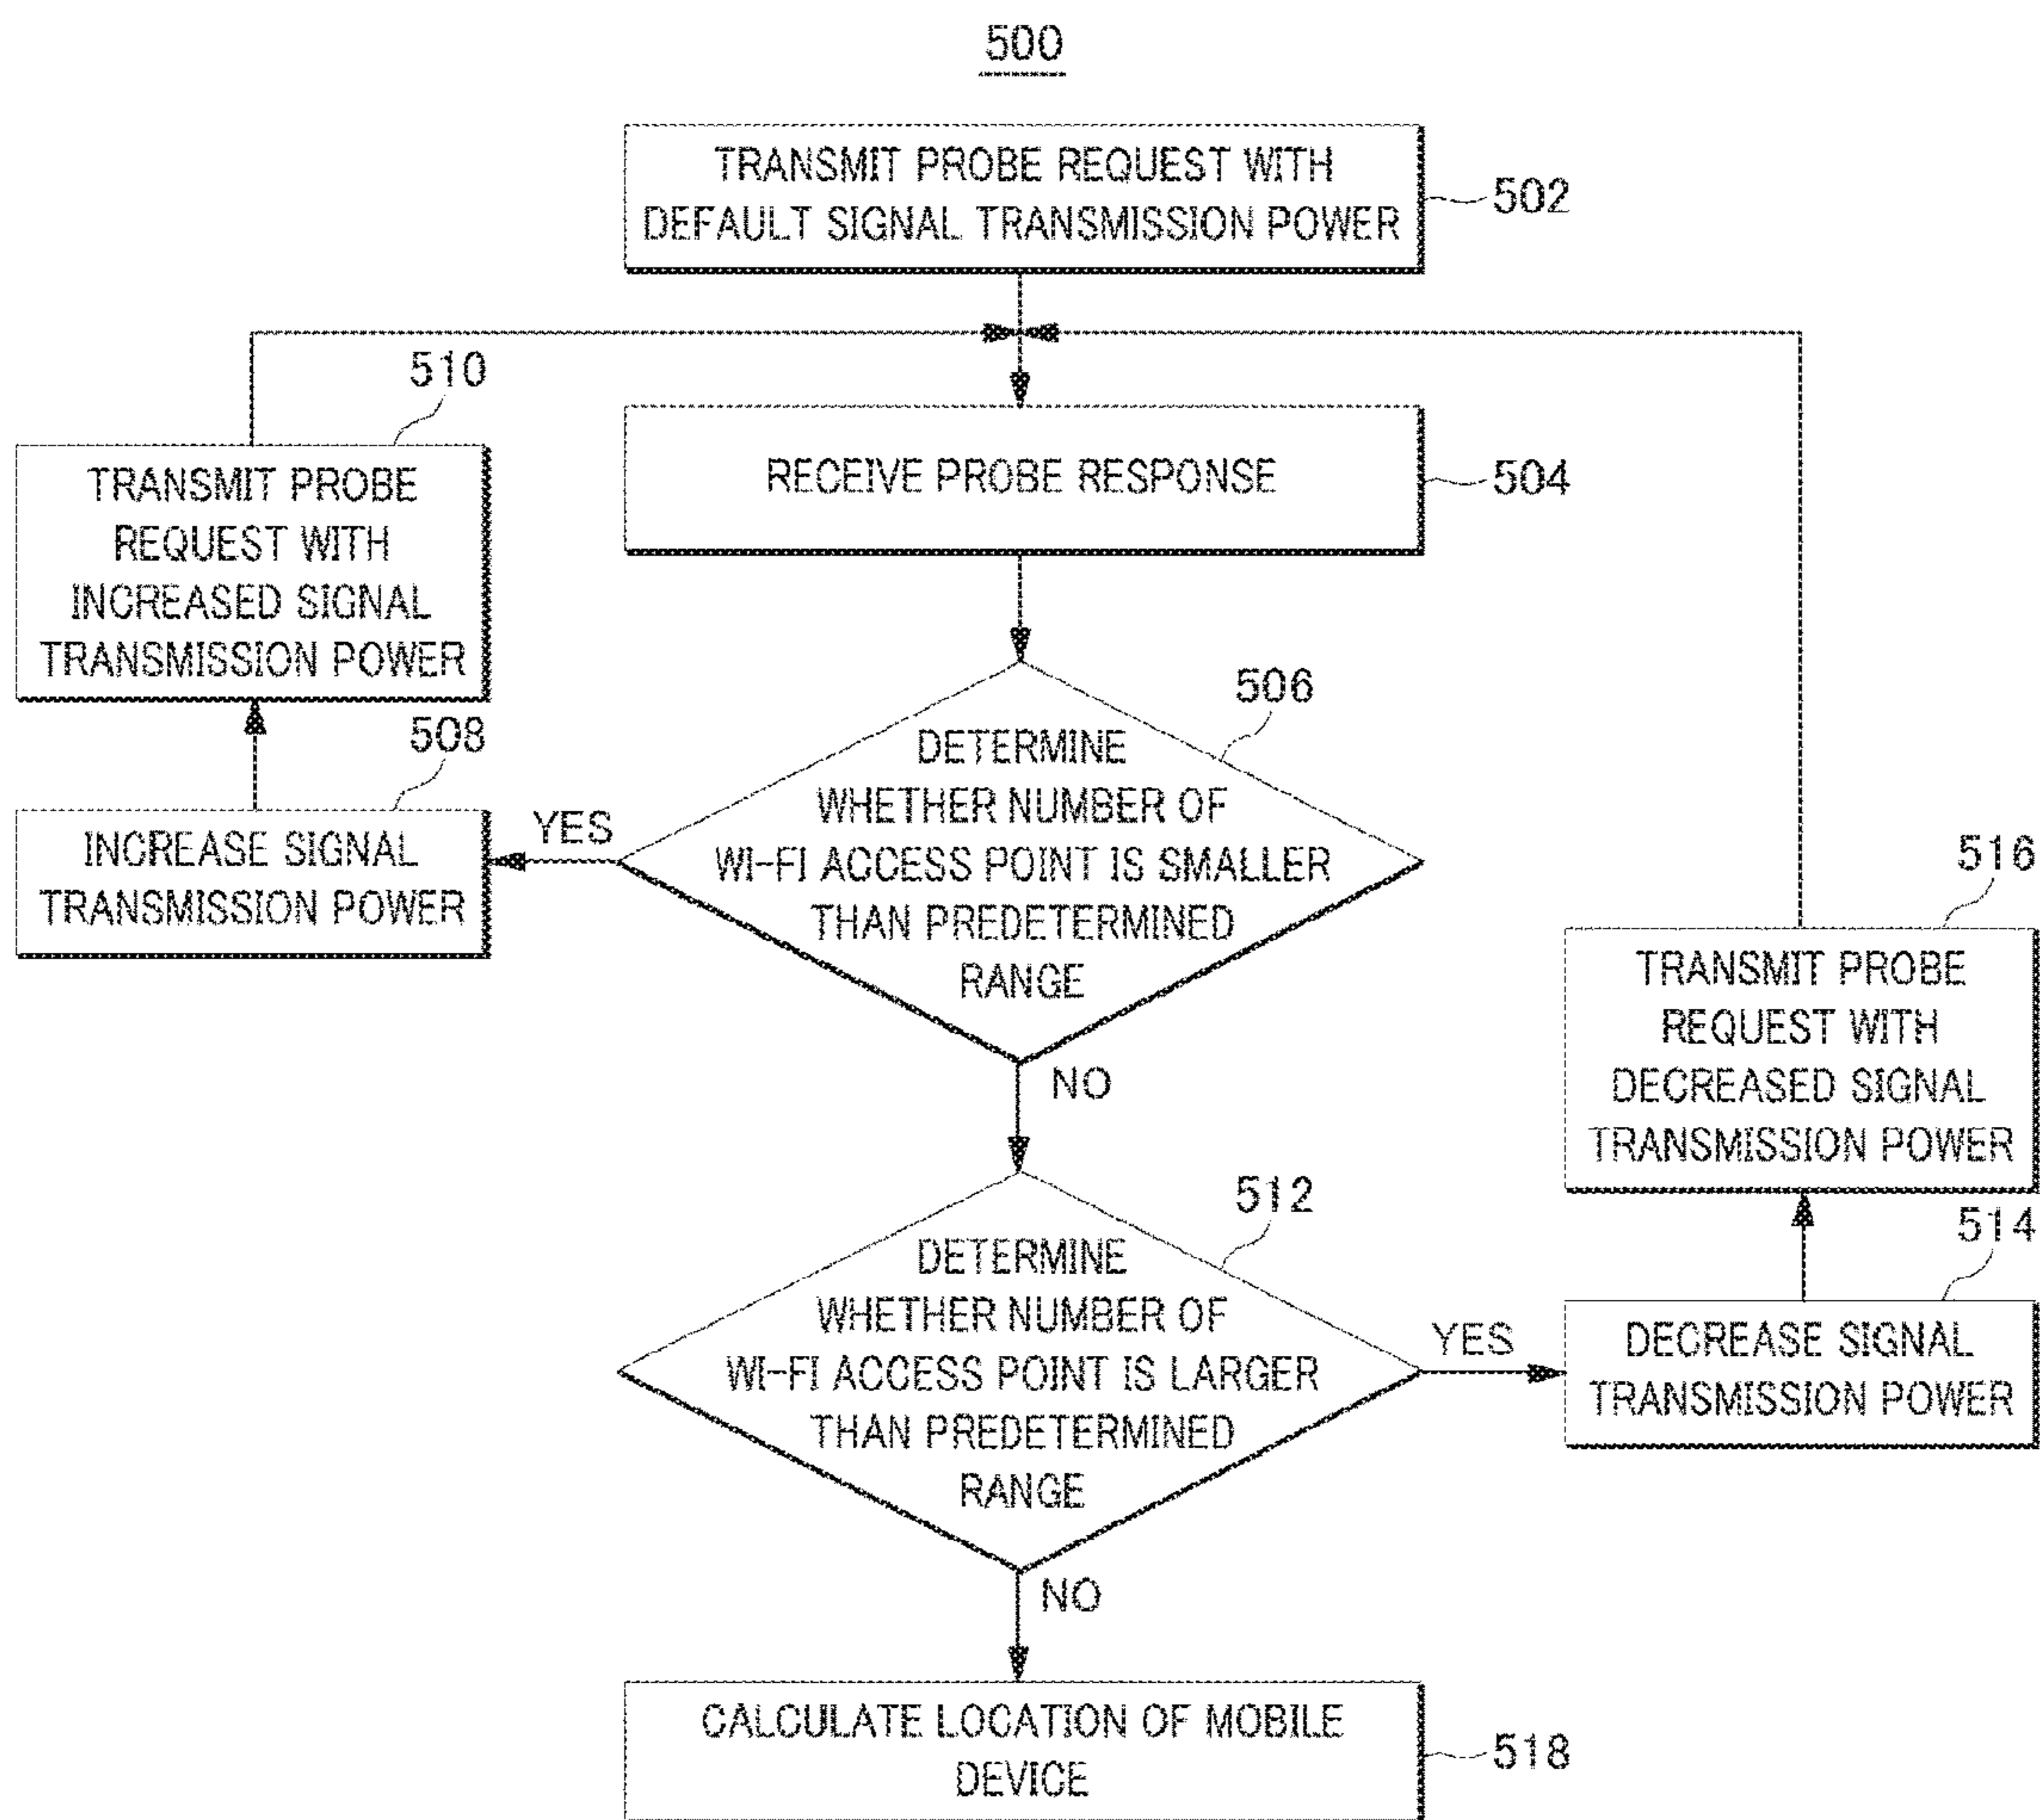 500
TRANSMIT PROBE REQUEST WITH
DEFAULT SIGNAL TRANSMISSION POWER
502
510
TRANSMIT PROBE
REQUEST WITH
INCREASED SIGNAL
TRANSMISSION POWER
RECEIVE PROBE RESPONSE
504
506
DETERMINE
WHETHER NUMBER OF
WI-FI ACCESS POINT IS SMALLER
THAN PREDETERMINED
RANGE
508
YES
INCREASE SIGNAL
TRANSMISSION POWER
NO
516
TRANSMIT PROBE
REQUEST WITH
DECREASED SIGNAL
TRANSMISSION POWER
512
DETERMINE
WHETHER NUMBER OF
WI-FI ACCESS POINT IS LARGER
THAN PREDETERMINED
RANGE
YES
514
DECREASE SIGNAL
TRANSMISSION POWER
NO
CALCULATE LOCATION OF MOBILE
DEVICE
518